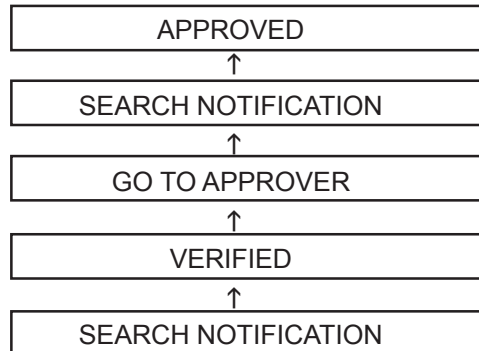 APPROVED
↑
SEARCH NOTIFICATION
↑
GO TO APPROVER
↑
VERIFIED
↑
SEARCH NOTIFICATION